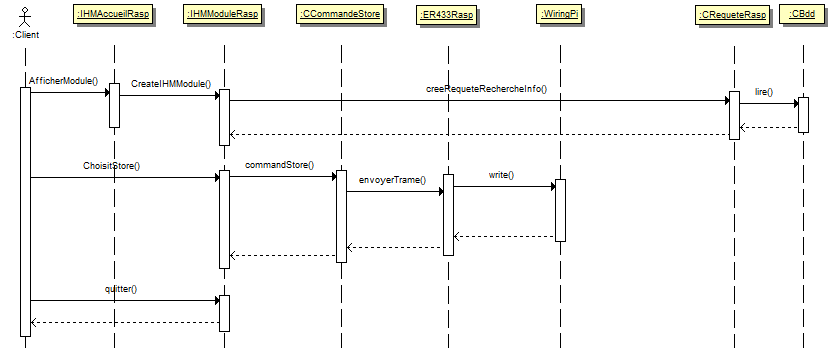 :IHMAccueilRasp
:IHMModuleRasp
:CCommandeStore
:ER433Rasp
:WiringPi
:CRequeteRasp
:CBdd
:Client
AfficherModule()
CreateIHMModule()
creeRequeteRechercheInfo()
lire()
ChoisitStore()
commandStore()
envoyerTrame()
write()
quitter()